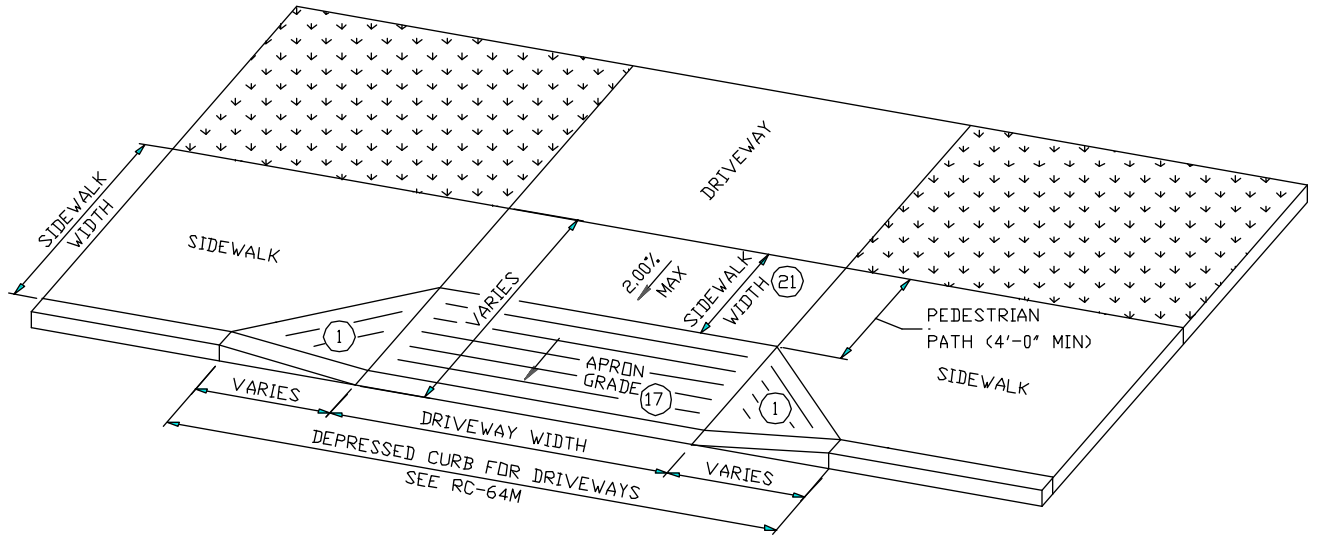 DRIVEWAY
SIDEWALK
WIDTH
SIDEWALK
VARIES
2.00%
MAX
SIDEWALK
WIDTH
21
PEDESTRIAN
PATH (4'-0" MIN)
SIDEWALK
1
APRON
GRADE
17
1
VARIES
DRIVEWAY WIDTH
VARIES
DEPRESSED CURB FOR DRIVEWAYS
SEE RC-64M